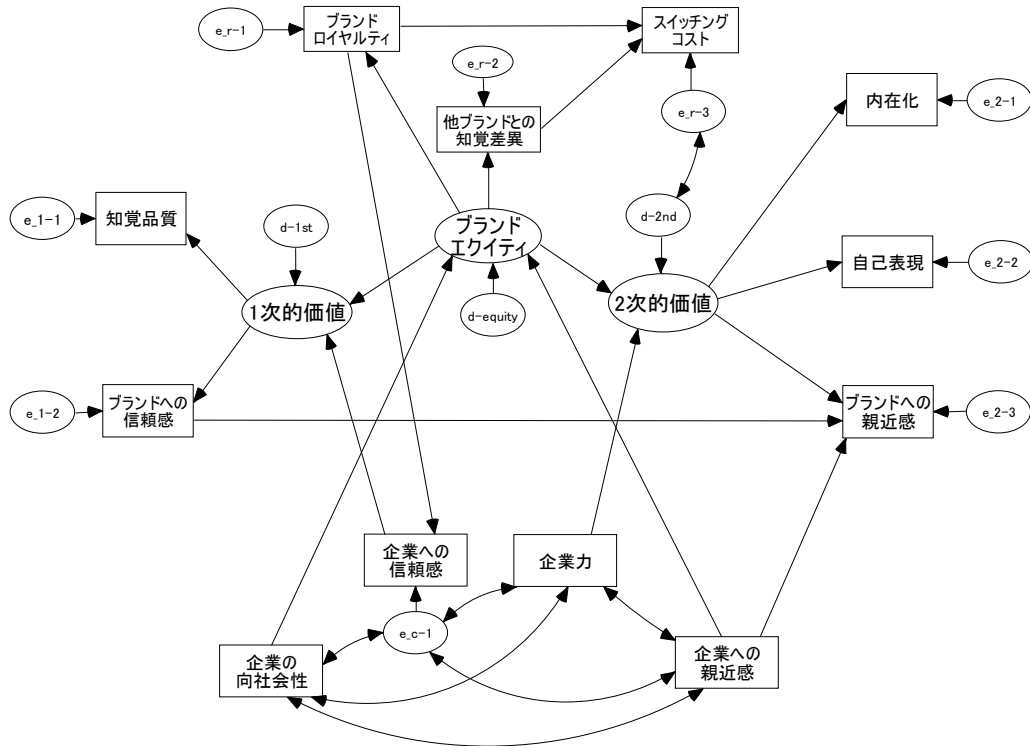 e_r-1
ブランド
ロイヤルティ
スイッチング
コスト
e_r-2
e_r-3
内在化
e_2-1
他ブランドとの
知覚差異
e_1-1
知覚品質
d-1st
ブランド
エクイティ
d-2nd
自己表現
e_2-2
1次的価値
d-equity
2次的価値
e_1-2
ブランドへの
信頼感
ブランドへの
親近感
e_2-3
企業への
信頼感
企業力
e_c-1
企業の
向社会性
企業への
親近感